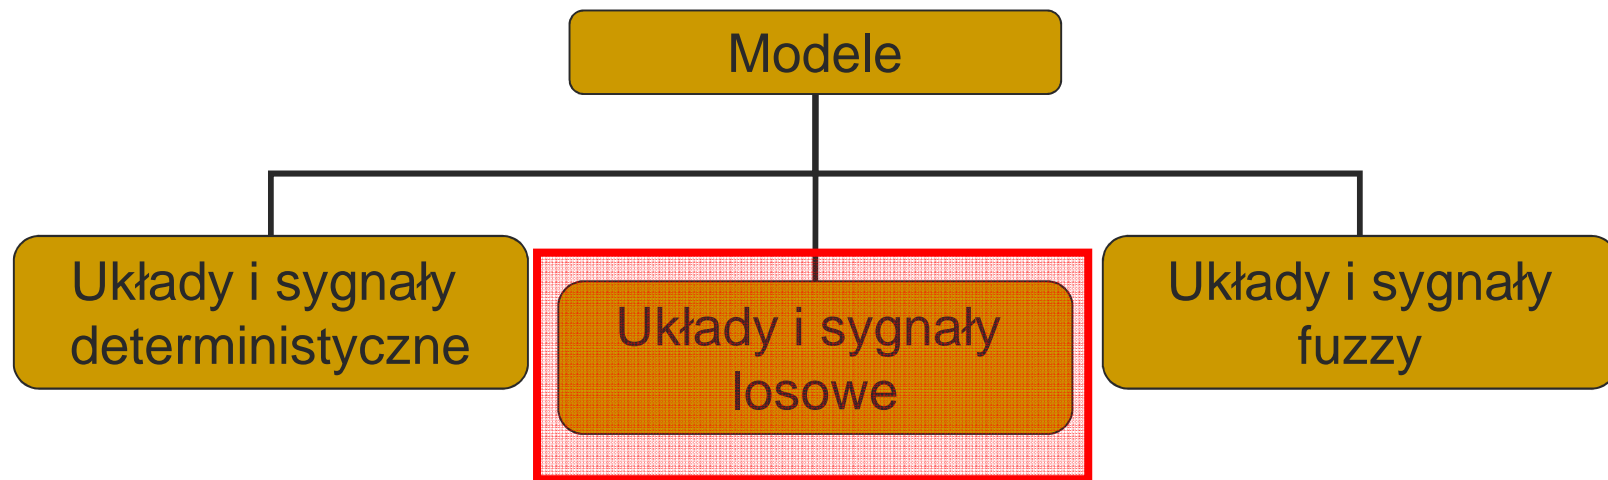 Modele
Układy i sygnały
deterministyczne
Układy i sygnały
losowe
Układy i sygnały
fuzzy